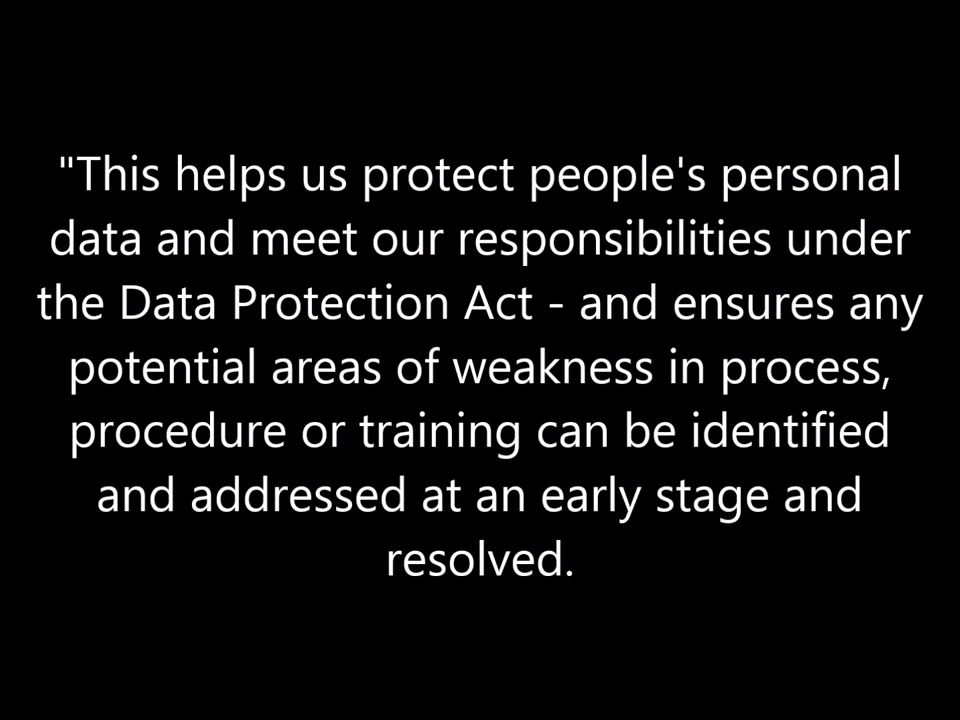 "This helps us protect people's personal
data and meet our responsibilities under
the Data Protection Act - and ensures any
potential areas of weakness in process,
procedure or training can be identified
and addressed at an early stage and
resolved.